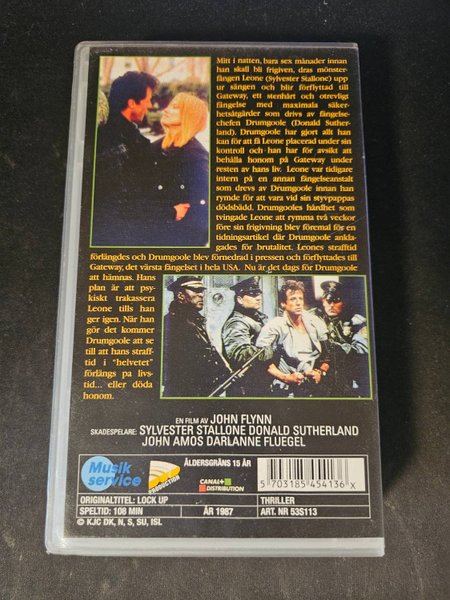 Mitt i natten, bara sex månader innan
han skall bli frigiven, dras mönster-
fången Leone (Sylvester Stallone) upp
ur sängen och blir förflyttad till
Gateway, ett stenhårt och otrevligt
fängelse med maximala säker-
hetsåtgärder som drivs av fängelse-
chefen Drumgoole (Donald Suther-
land). Drumgoole har gjort allt han
kan för att få Leone placerad under sin
kontroll och han har för avsikt att
behålla honom på Gateway under
resten av hans liv. Leone var tidigare
intern på en annan fängelseanstalt
som drevs av Drumgoole innan han
rymde för att vara vid sin styvpappas
dödsbädd. Drumgooles hårdhet som
tvingade Leone att rymma två veckor
före sin frigivning blev föremål för en
tidningsartikel där Drumgoole ankla-
gades för brutalitet. Leones strafftid
förlängdes och Drumgoole blev förnedrad i pressen och förflyttades till
Gateway, det värsta fängelset i hela USA. Nu är det dags för Drumgoole
att hämnas. Hans
plan är att psy-
kiskt trakassera
Leone tills han
ger igen. När han
gör det kommer
Drumgoole att se
till att hans straff-
tid i "helvetet"
förlängs på livs-
tid... eller döda
honom.
EN FILM AV JOHN FLYNN
SKÅDESPELARE: SYLVESTER STALLONE DONALD SUTHERLAND
JOHN AMOS DARLANNE FLUEGEL
Musik
service
PRODUCTION
ÅLDERSGRÄNS 15 ÅR
CANAL+
DISTRIBUTION
5 703185 454136 X
ORIGINALTITEL: LOCK UP
THRILLER
SPELTID: 108 MIN
ÅR 1987
ART. NR 53S113
© KJC DK, N, S, SU, ISL